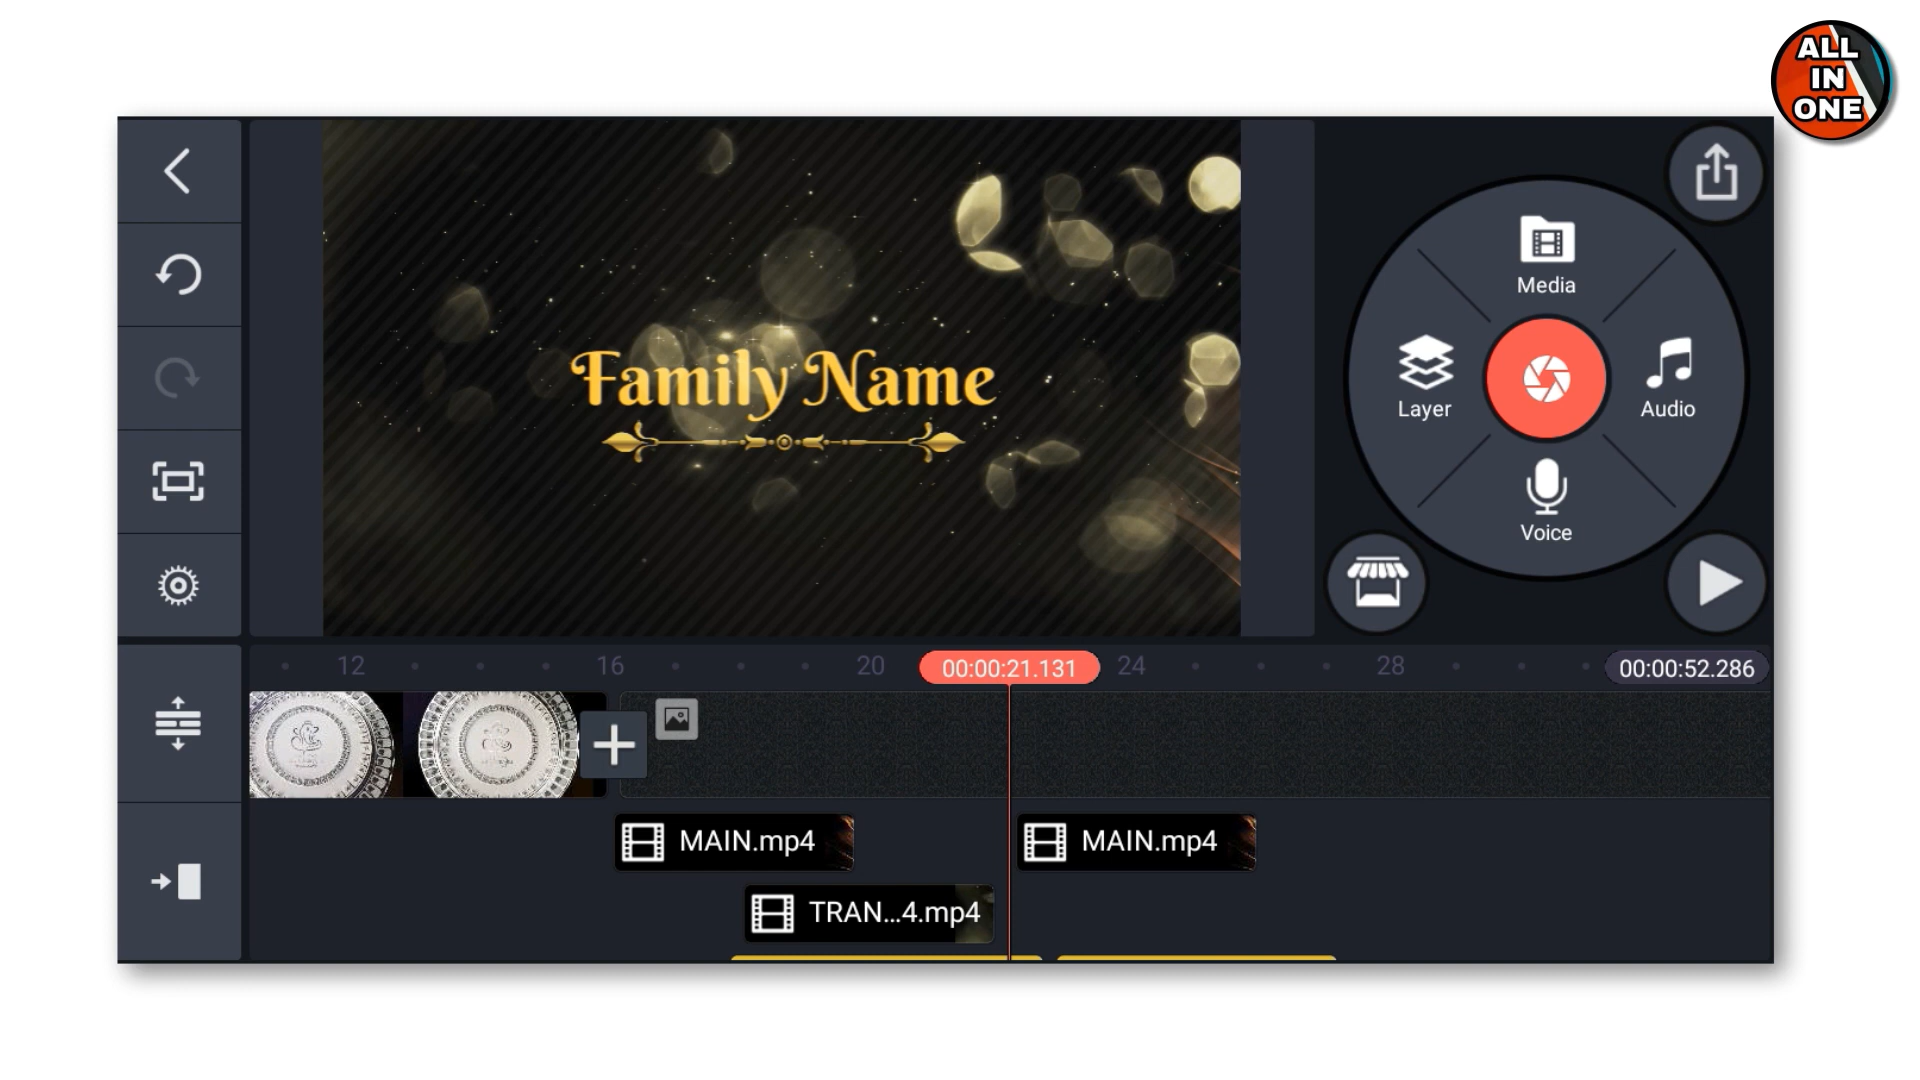 ALL
IN
ONE
Media
Layer
Audio
Voice
Family Name
12
16
20
00:00:21.131
24
28
00:00:52.286
MAIN.mp4
MAIN.mp4
TRAN...4.mp4